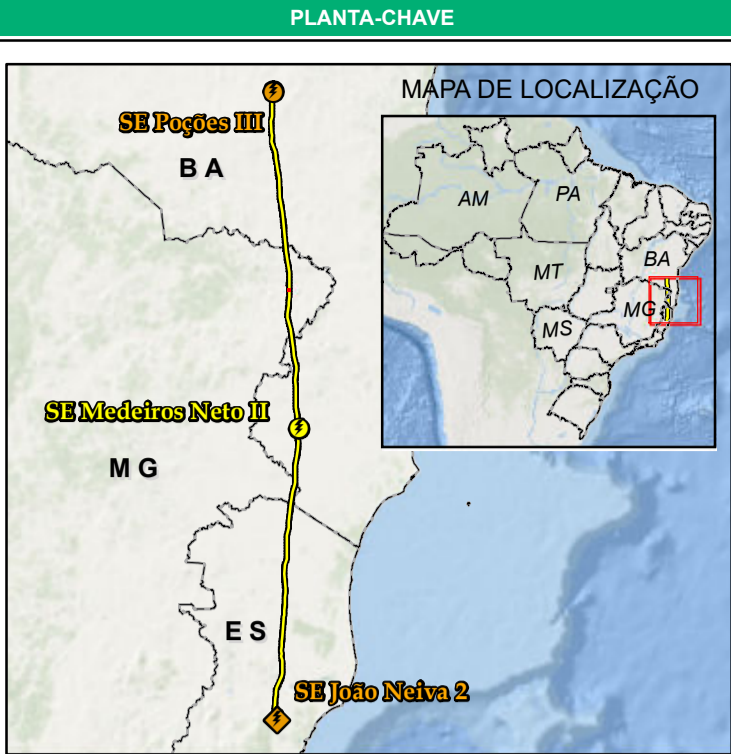 PLANTA-CHAVE
MAPA DE LOCALIZAÇÃO
SE Poções III
B A
AM
PA
BA
MT
MG
MS
SE Medeiros Neto II
M G
E S
SE João Neiva 2